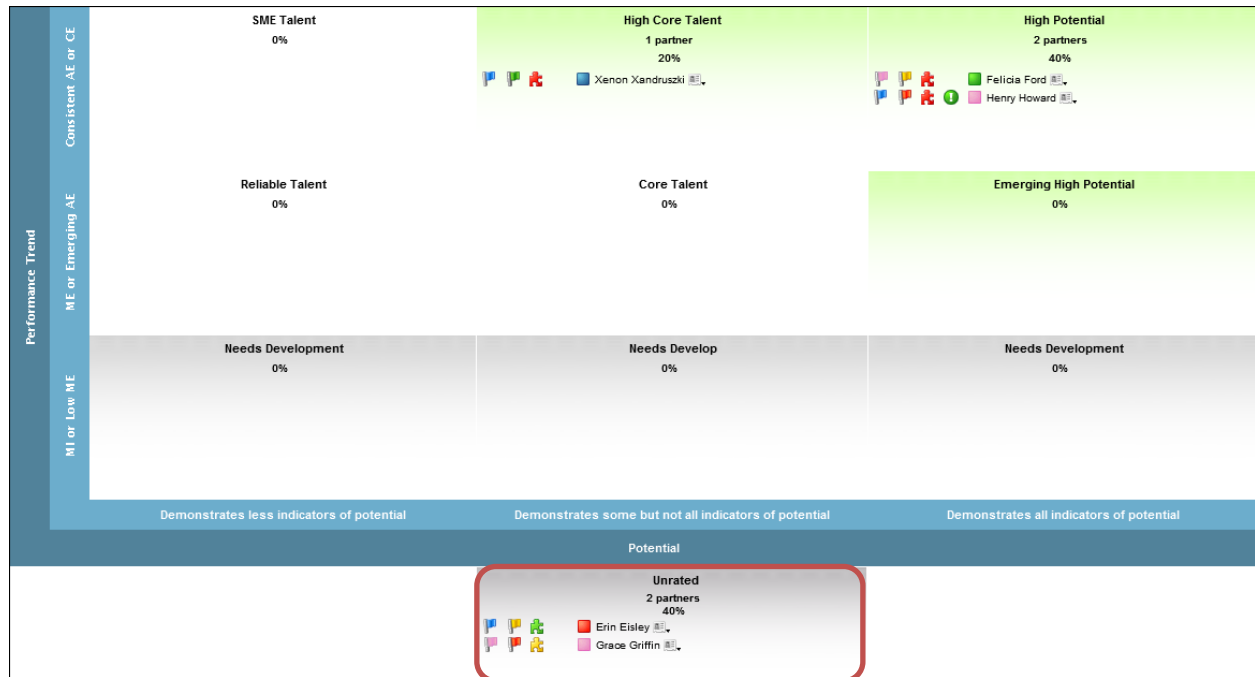 Performance Trend
Consistent AE or CE
SME Talent
0%
High Core Talent
1 partner
20%
Xenon Xandruszki
High Potential
2 partners
40%
Felicia Ford
Henry Howard
ME or Emerging AE
Reliable Talent
0%
Core Talent
0%
Emerging High Potential
0%
MI or Low ME
Needs Development
0%
Needs Develop
0%
Needs Development
0%
Demonstrates less indicators of potential
Demonstrates some but not all indicators of potential
Demonstrates all indicators of potential
Potential
Unrated
2 partners
40%
Erin Eisley
Grace Griffin